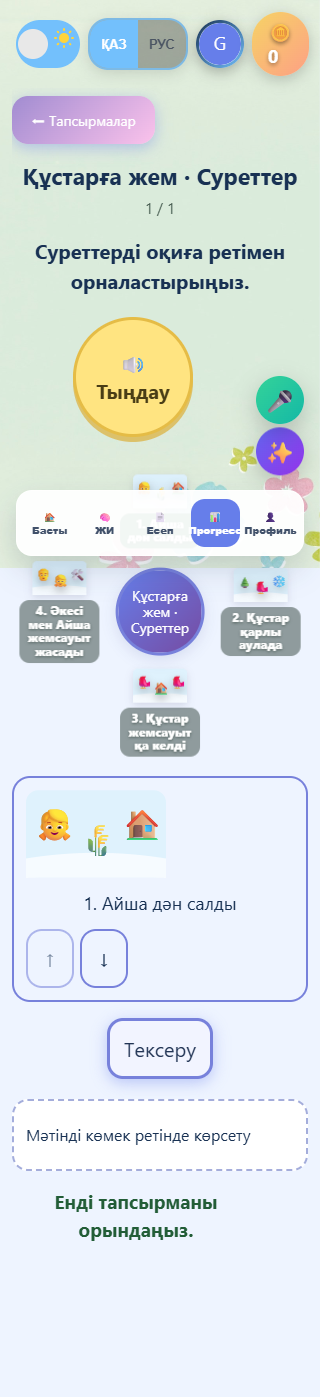 ҚАЗ РУС G 0
← Тапсырмалар
Құстарға жем · Суреттер
1 / 1
Суреттерді оқиға ретімен
орналастырыңыз.
Тыңдау
Басты ЖИ Есеп Прогресс Профиль
4. Әкесі
мен Айша
жемсауыт
жасады
Құстарға
жем ·
Суреттер
2. Құстар
қарлы
аулада
3. Құстар
жемсауыт
қа келді
1. Айша дән салды
↑ ↓
Тексеру
Мәтінді көмек ретінде көрсету
Енді тапсырманы
орындаңыз.